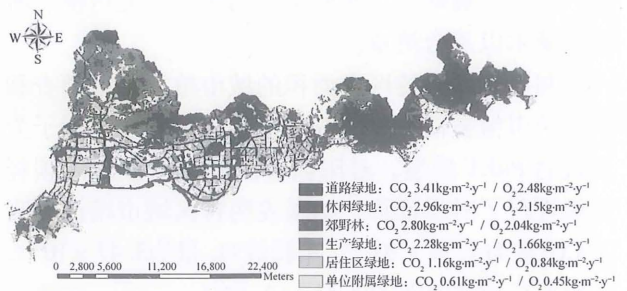 N
W E
S
道路绿地：CO₂ 3.41kg·m⁻²·y⁻¹ / O₂ 2.48kg·m⁻²·y⁻¹
休闲绿地：CO₂ 2.96kg·m⁻²·y⁻¹ / O₂ 2.15kg·m⁻²·y⁻¹
郊野林：CO₂ 2.80kg·m⁻²·y⁻¹ / O₂ 2.04kg·m⁻²·y⁻¹
生产绿地：CO₂ 2.28kg·m⁻²·y⁻¹ / O₂ 1.66kg·m⁻²·y⁻¹
居住区绿地：CO₂ 1.16kg·m⁻²·y⁻¹ / O₂ 0.84kg·m⁻²·y⁻¹
单位附属绿地：CO₂ 0.61kg·m⁻²·y⁻¹ / O₂ 0.45kg·m⁻²·y⁻¹
0 2,800 5,600 11,200 16,800 22,400
Meters